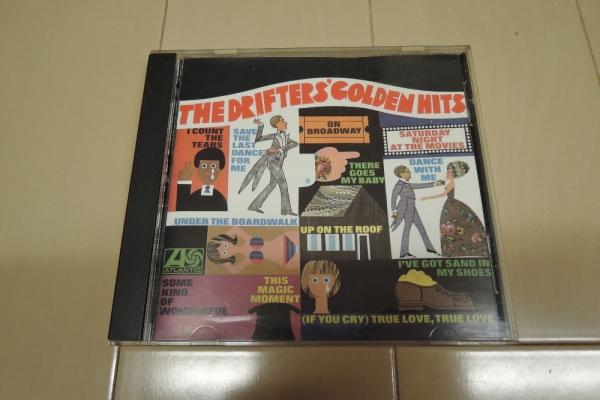 THE DRIFTERS' GOLDEN HITS
I COUNT
THE
TEARS
SAVE
THE
LAST
DANCE
FOR
ME
ON
BROADWAY
THERE
GOES
MY BABY
SATURDAY
NIGHT
AT THE MOVIES
DANCE
WITH
ME
UNDER THE BOARDWALK
UP ON THE ROOF
I'VE GOT SAND IN
MY SHOES
ATLANTIC
SOME
KIND
OF
WONDERFUL
THIS
MAGIC
MOMENT
(IF YOU CRY) TRUE LOVE, TRUE LOVE